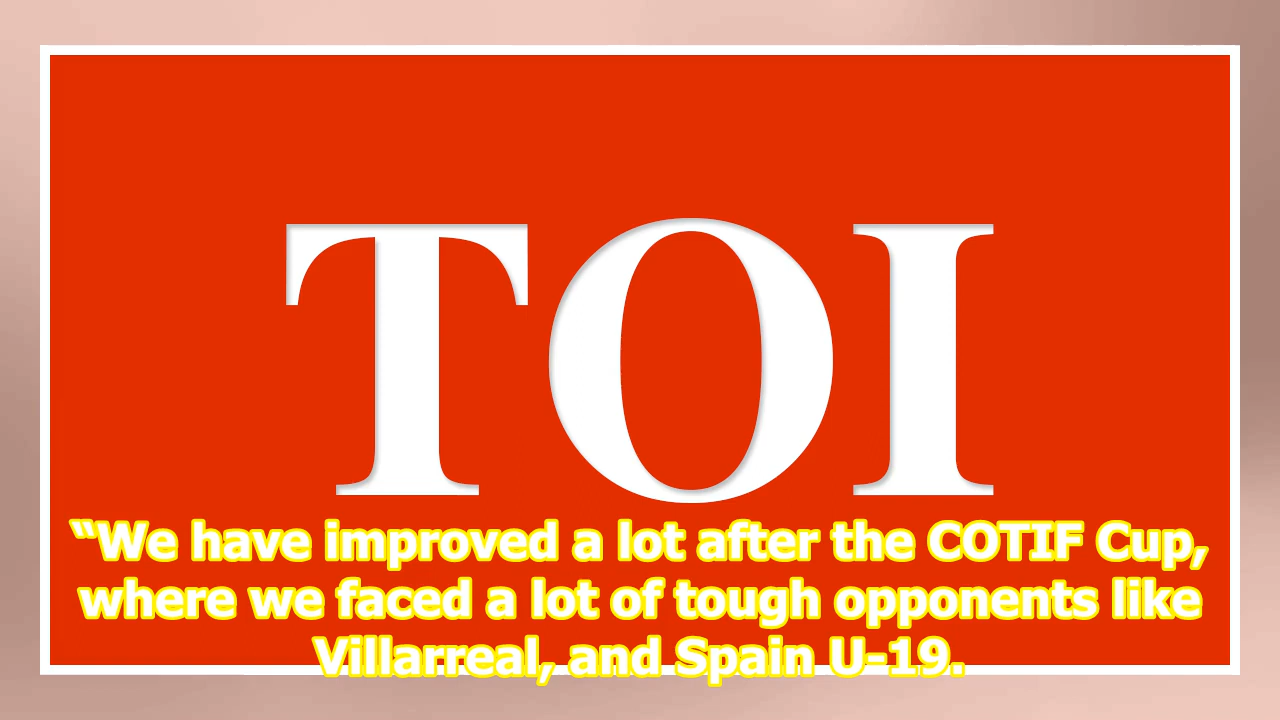 TOI
“We have improved a lot after the COTIF Cup,
where we faced a lot of tough opponents like
Villarreal, and Spain U-19.